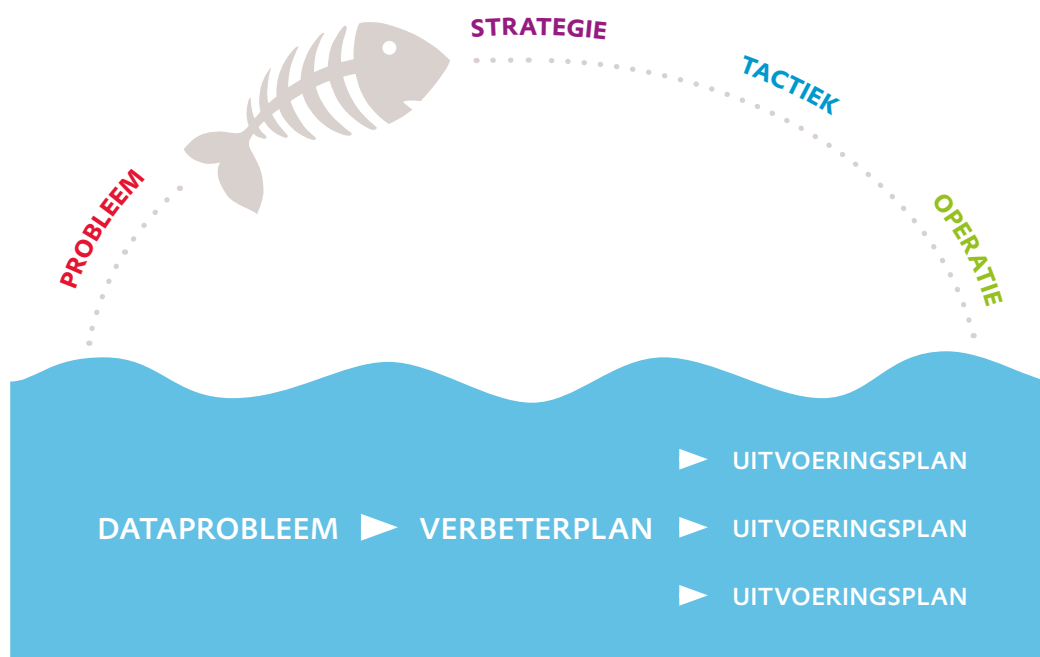 PROBLEEM
STRATEGIE
TACTIEK
OPERATIE
DATAPROBLEEM
VERBETERPLAN
UITVOERINGSPLAN
UITVOERINGSPLAN
UITVOERINGSPLAN